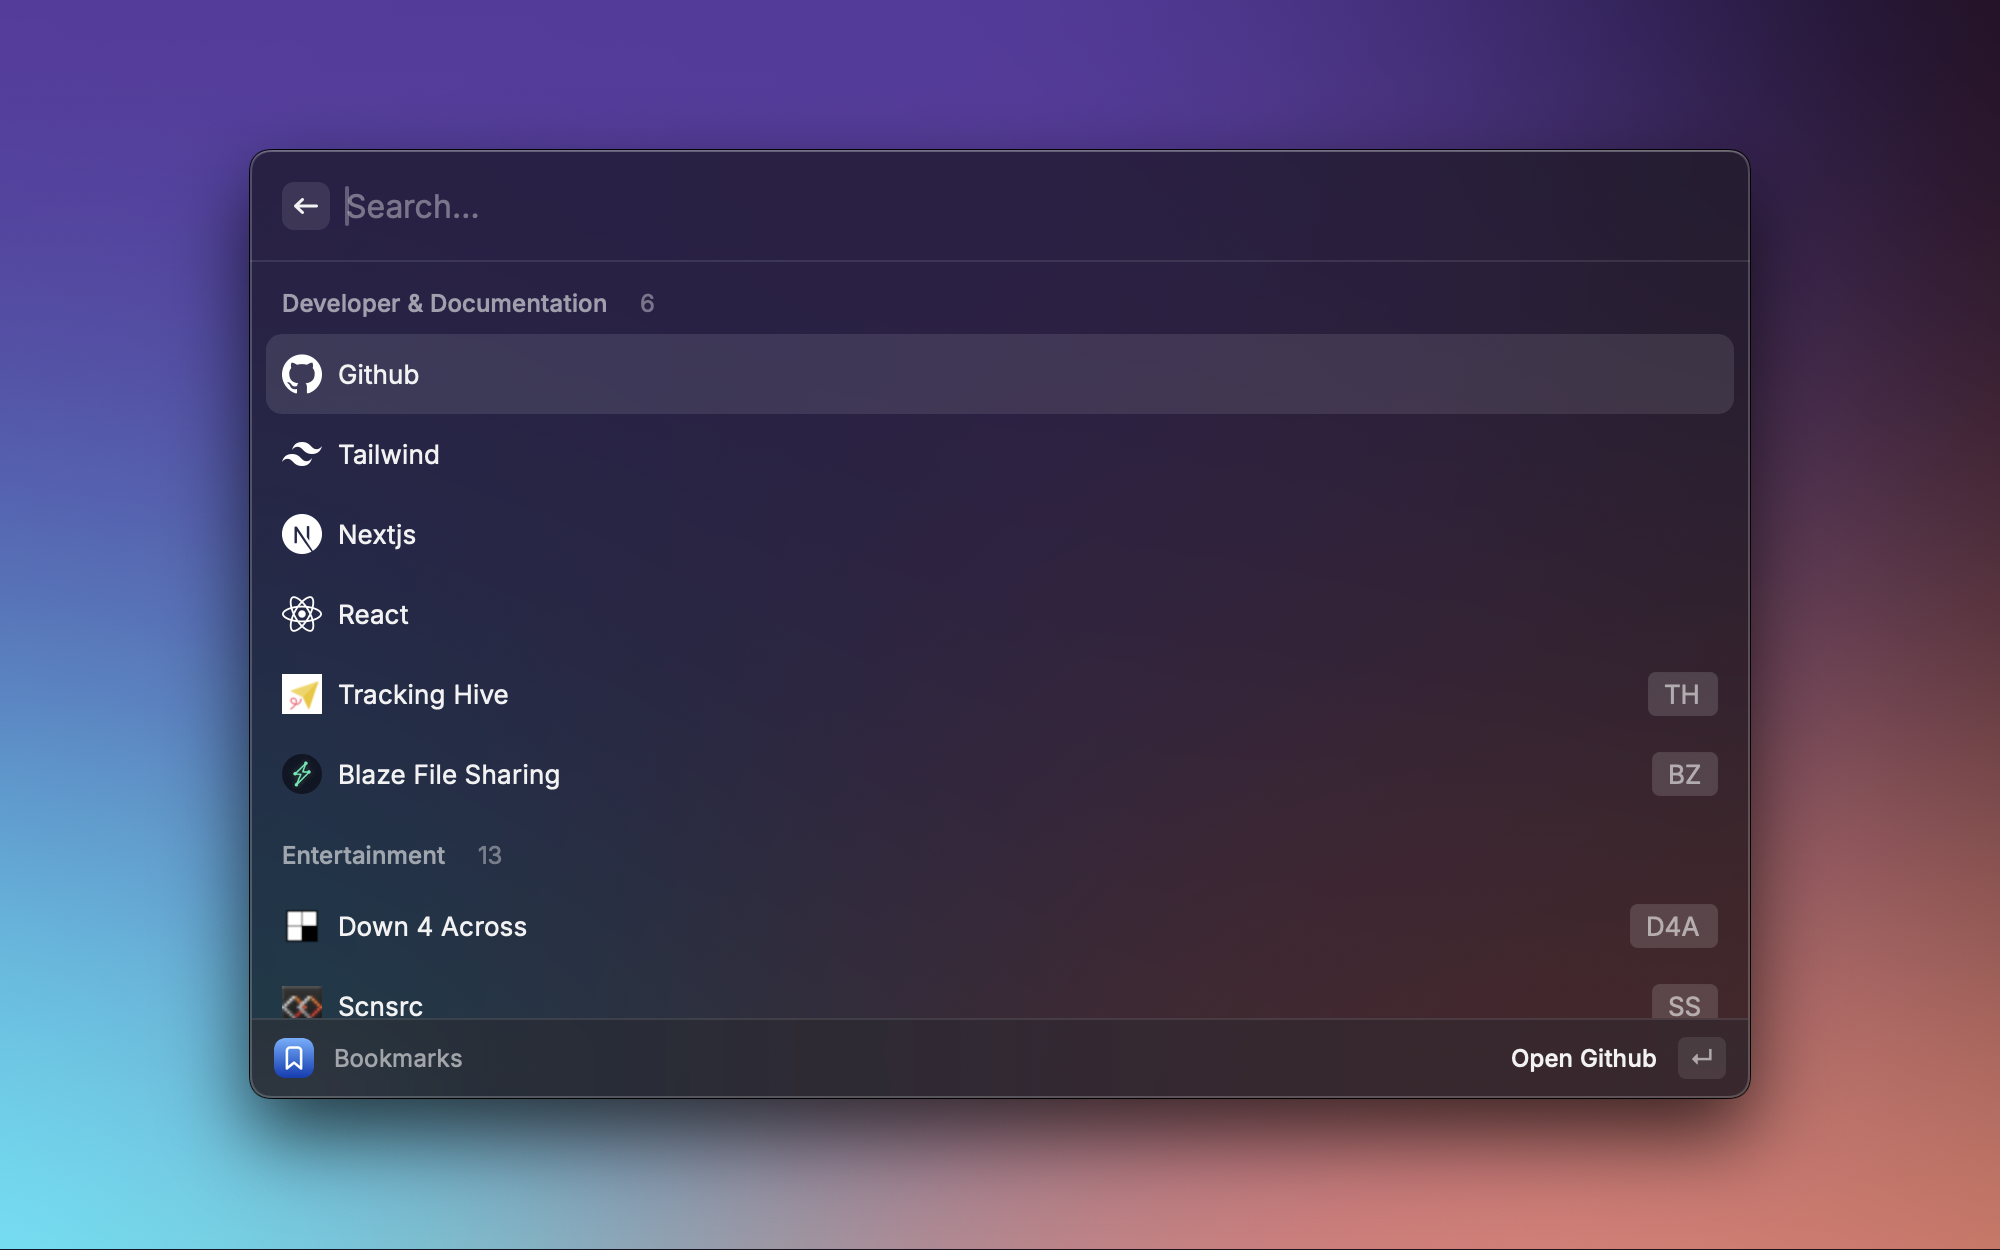 Search...
Developer & Documentation 6
Github
Tailwind
Nextjs
React
Tracking Hive TH
Blaze File Sharing BZ
Entertainment 13
Down 4 Across D4A
Scnsrc SS
Bookmarks Open Github